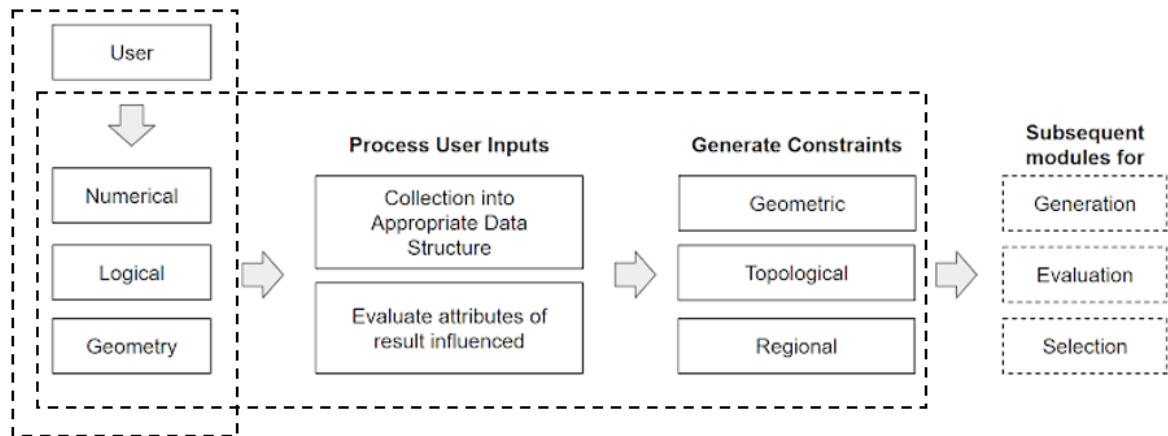 User
Numerical
Logical
Geometry
Process User Inputs
Collection into
Appropriate Data
Structure
Evaluate attributes of
result influenced
Generate Constraints
Geometric
Topological
Regional
Subsequent
modules for
Generation
Evaluation
Selection